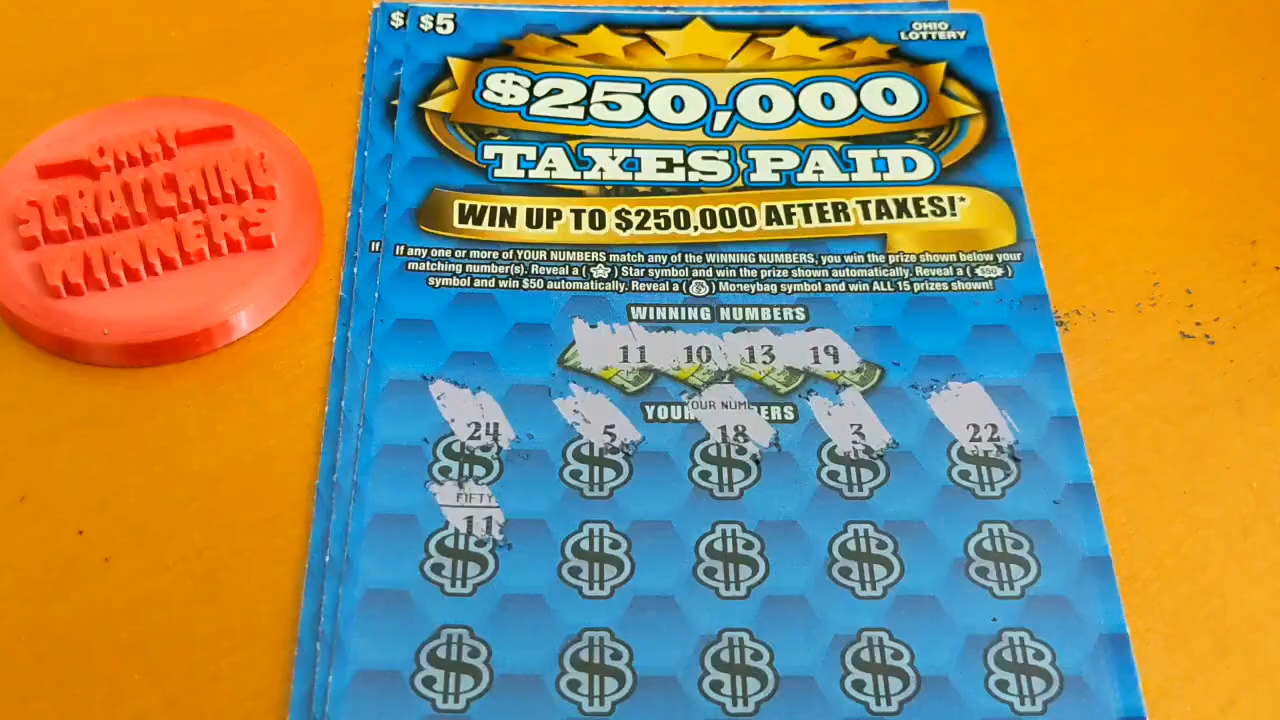 $
$5
OHIO
LOTTERY
$250,000
TAXES PAID
WIN UP TO $250,000 AFTER TAXES!*
If
If any one or more of YOUR NUMBERS match any of the WINNING NUMBERS, you win the prize shown below your
matching number(s). Reveal a ( ) Star symbol and win the prize shown automatically. Reveal a ( $50 )
symbol and win $50 automatically. Reveal a ( ) Moneybag symbol and win ALL 15 prizes shown!
WINNING NUMBERS
11 10 13 19
YOUR NUMBERS
OUR NUM
24 5 18 3 22
FIFTY
11
SCRATCHING
WINNERS